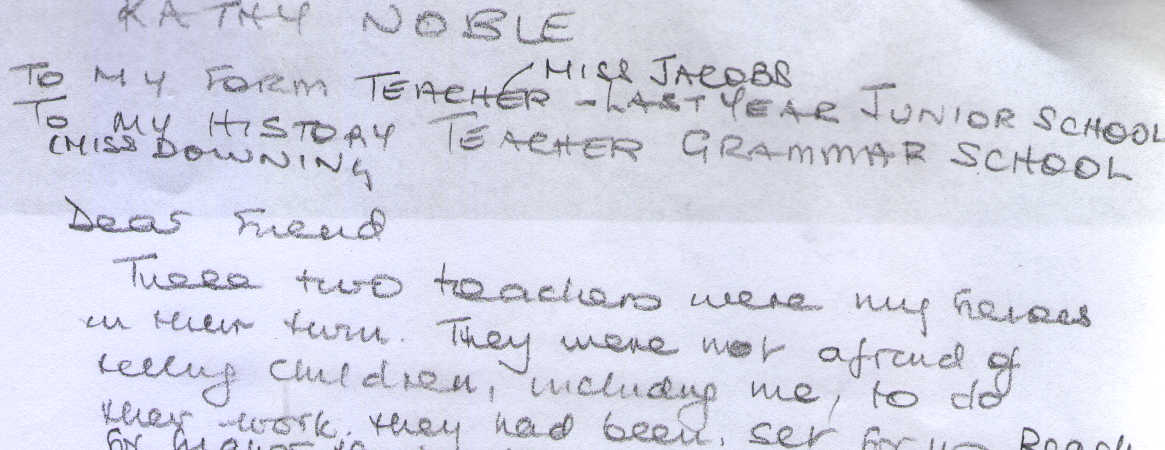 KATHY NOBLE
TO MY FORM TEACHER (MISS JACOBS - LAST YEAR JUNIOR SCHOOL
TO MY HISTORY TEACHER GRAMMAR SCHOOL
(MISS DOWNING
Dear Friend
These two teachers were my heroes
in their turn. They were not afraid of
telling children, including me, to do
their work they had been, set